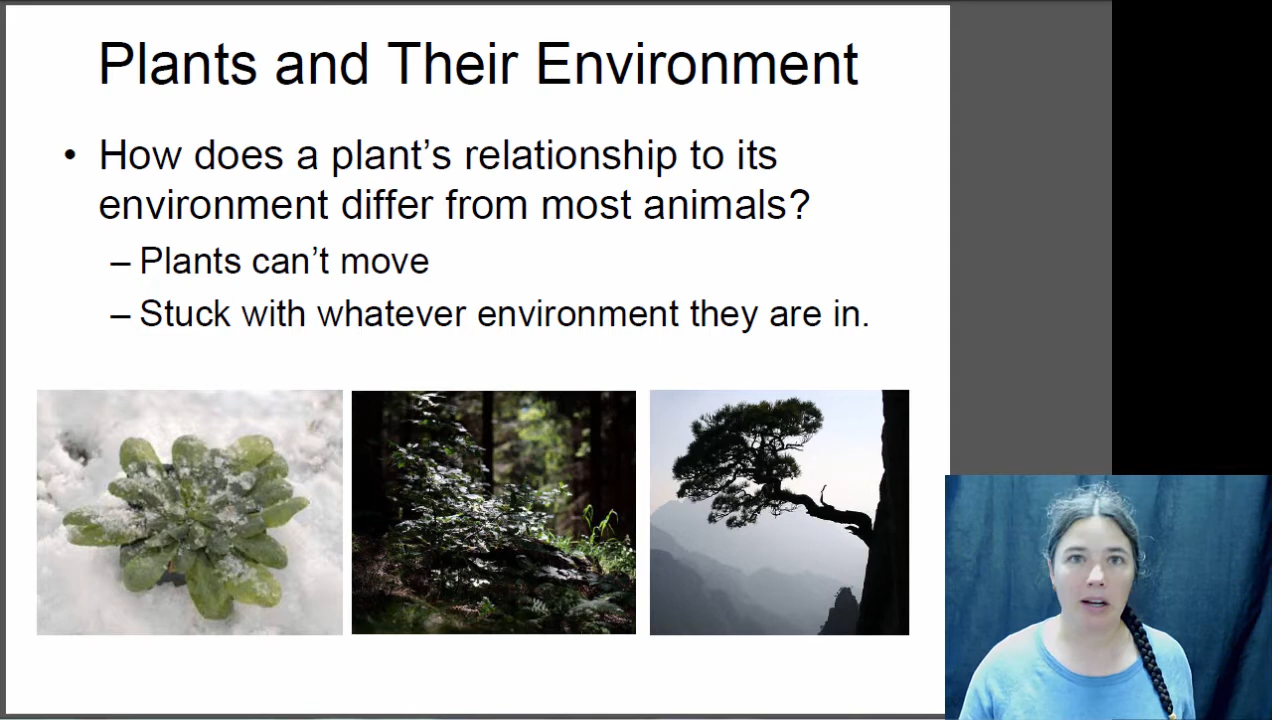 Plants and Their Environment
• How does a plant's relationship to its
environment differ from most animals?
– Plants can't move
– Stuck with whatever environment they are in.